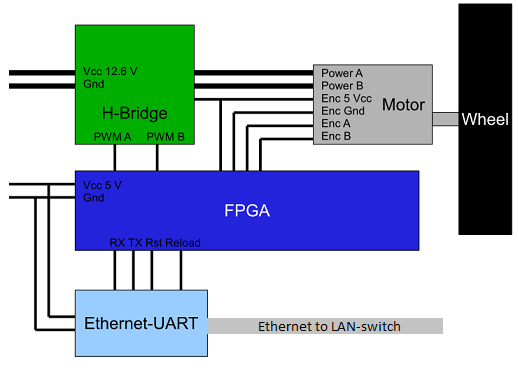 Vcc 12.6 V
Gnd
H-Bridge
PWM A PWM B
Power A
Power B
Enc 5 Vcc
Enc Gnd
Enc A
Enc B
Motor
Wheel
Vcc 5 V
Gnd
FPGA
RX TX Rst Reload
Ethernet-UART
Ethernet to LAN-switch